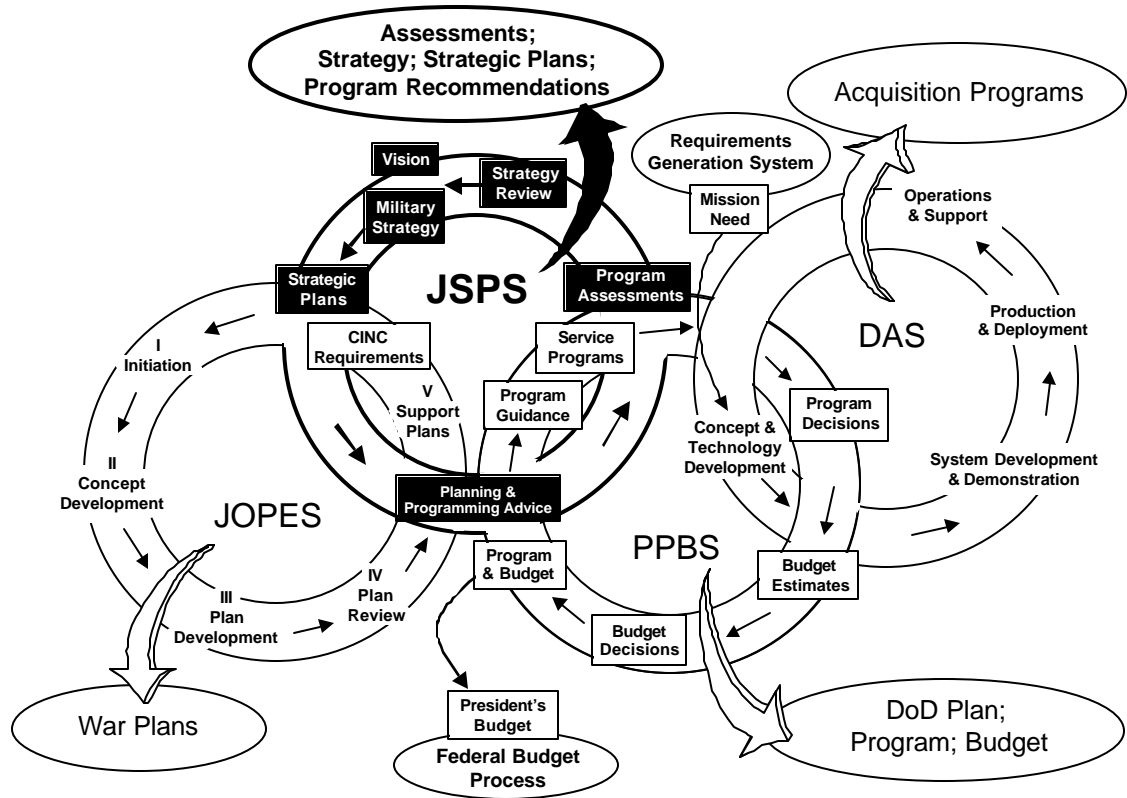 Assessments;
Strategy; Strategic Plans;
Program Recommendations
Acquisition Programs
Requirements
Generation System
Mission
Need
Vision
Strategy
Review
Military
Strategy
Strategic
Plans
JSPS
Program
Assessments
Operations
& Support
Production
& Deployment
DAS
CINC
Requirements
Service
Programs
I
Initiation
V
Support
Plans
Program
Guidance
Program
Decisions
Concept &
Technology
Development
System Development
& Demonstration
II
Concept
Development
JOPES
Planning &
Programming Advice
PPBS
Program
& Budget
Budget
Estimates
IV
Plan
Review
III
Plan
Development
Budget
Decisions
War Plans
President's
Budget
Federal Budget
Process
DoD Plan;
Program; Budget